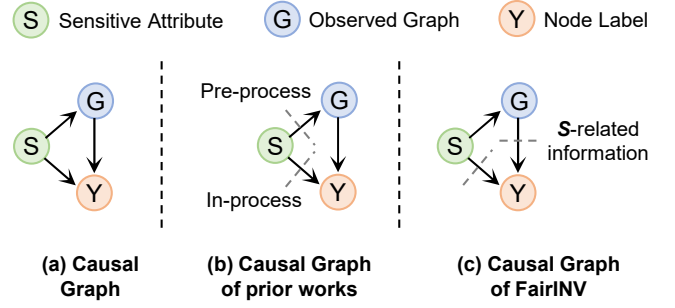 S Sensitive Attribute G Observed Graph Y Node Label
G Pre-process G G
S S S S-related information
Y In-process Y Y
(a) Causal Graph
(b) Causal Graph of prior works
(c) Causal Graph of FairINV